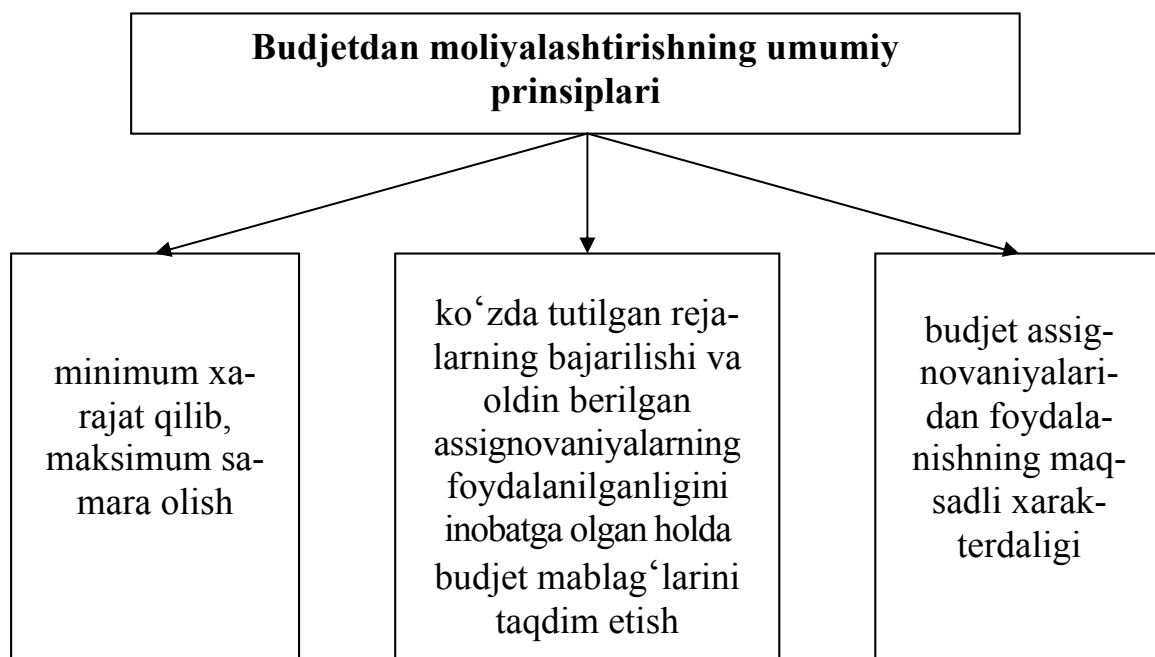 Budjetdan moliyalashtirishning umumiy
prinsiplari
minimum xa-
rajat qilib,
maksimum sa-
mara olish
ko‘zda tutilgan reja-
larning bajarilishi va
oldin berilgan
assignovaniyalarning
foydalanilganligini
inobatga olgan holda
budjet mablag‘larini
taqdim etish
budjet assig-
novaniyalari-
dan foydala-
nishning maq-
sadli xarak-
terdaligi